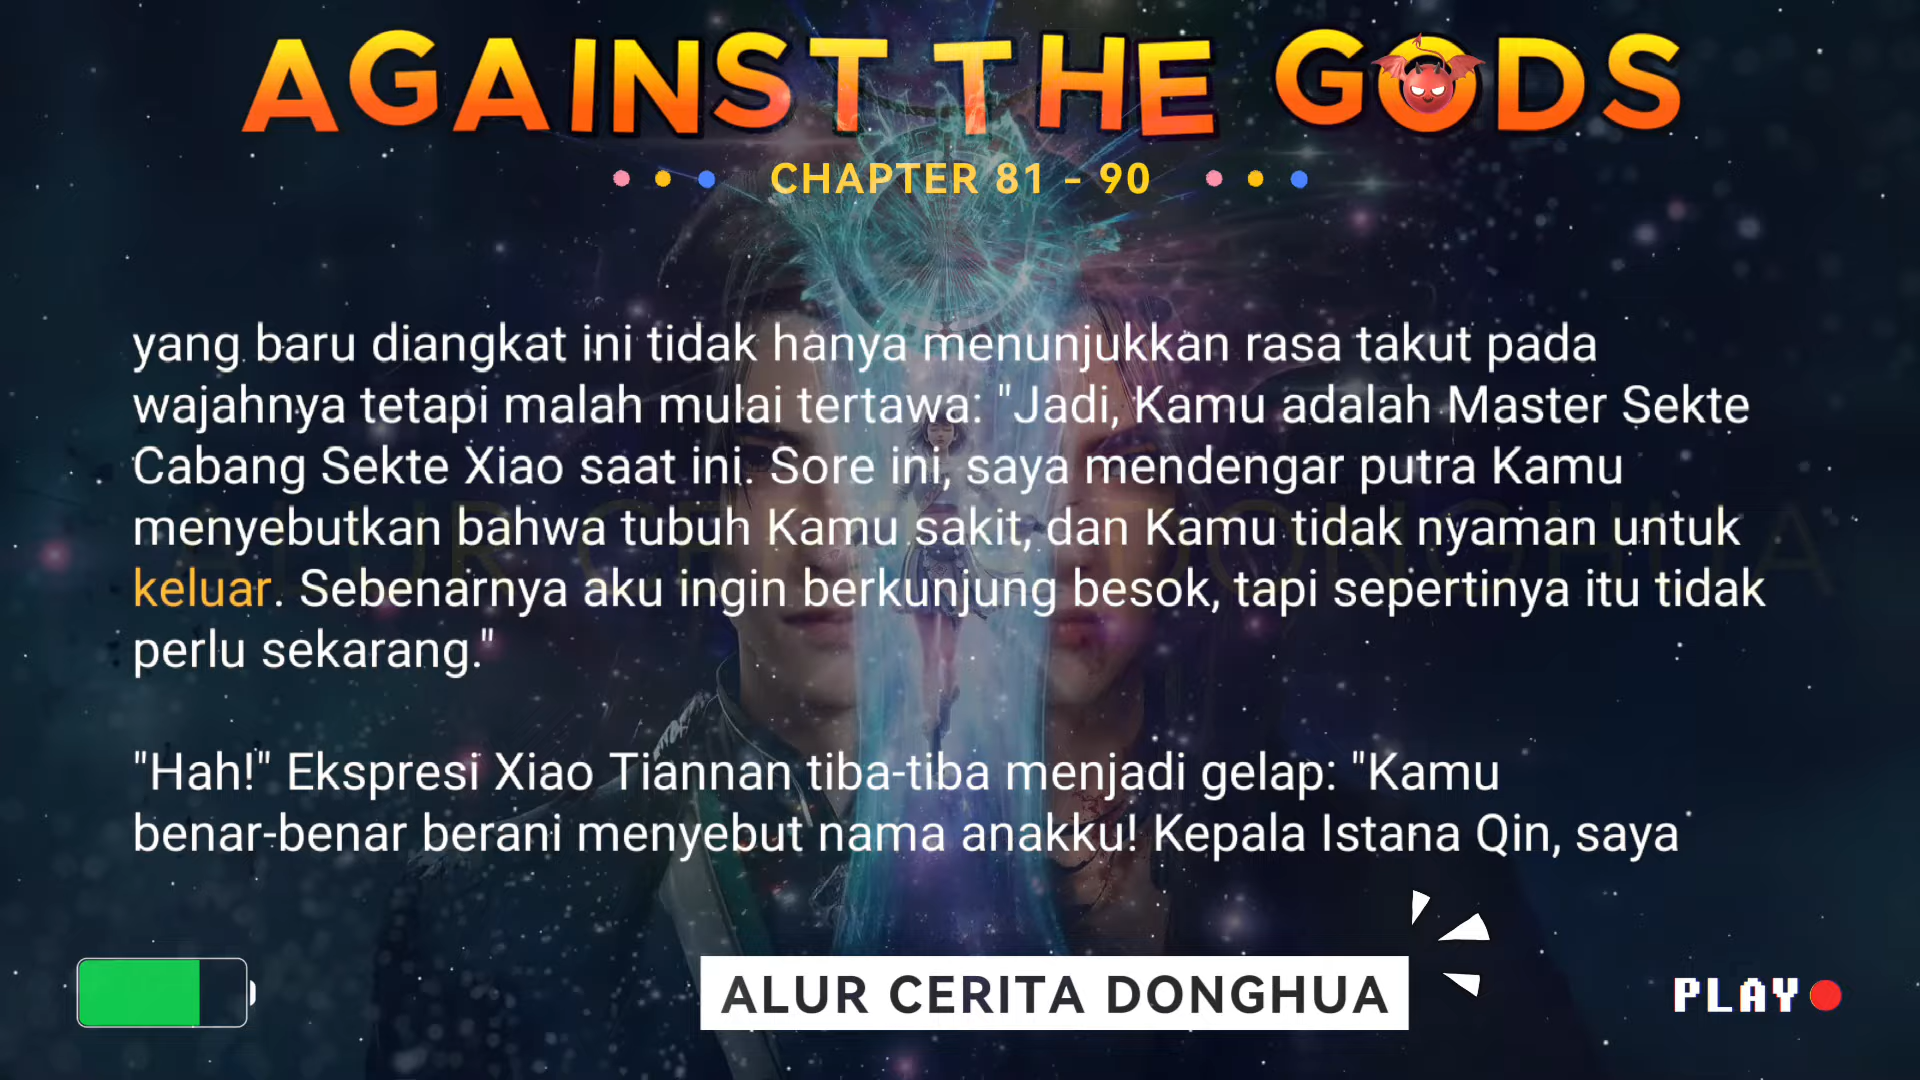 AGAINST THE GODS
CHAPTER 81 - 90
yang baru diangkat ini tidak hanya menunjukkan rasa takut pada
wajahnya tetapi malah mulai tertawa: "Jadi, Kamu adalah Master Sekte
Cabang Sekte Xiao saat ini. Sore ini, saya mendengar putra Kamu
menyebutkan bahwa tubuh Kamu sakit, dan Kamu tidak nyaman untuk
keluar. Sebenarnya aku ingin berkunjung besok, tapi sepertinya itu tidak
perlu sekarang."
"Hah!" Ekspresi Xiao Tiannan tiba-tiba menjadi gelap: "Kamu
benar-benar berani menyebut nama anakku! Kepala Istana Qin, saya
ALUR CERITA DONGHUA
ALUR CERITA DONGHUA
PLAY